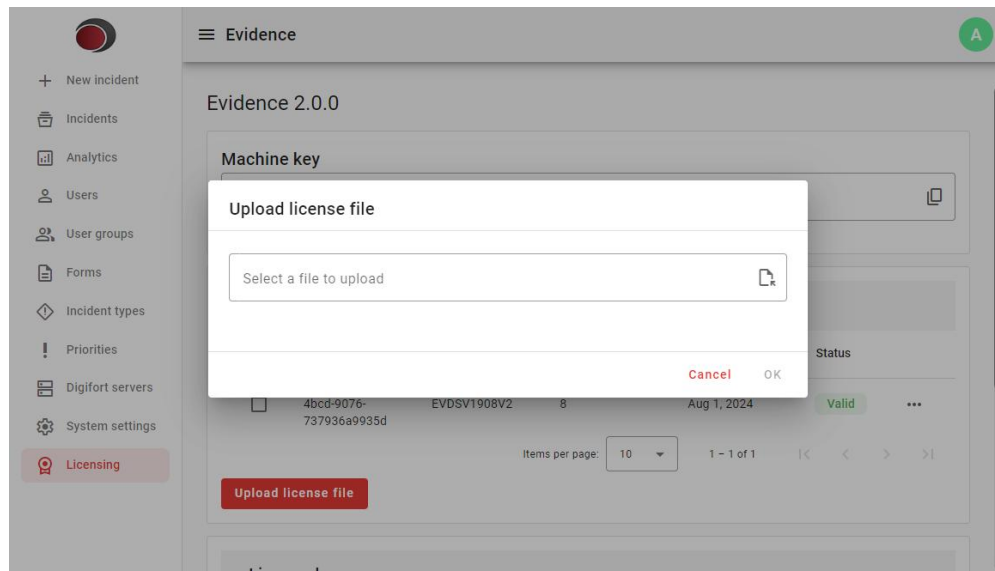 Evidence
A
New incident
Incidents
Analytics
Users
User groups
Forms
Incident types
Priorities
Digifort servers
System settings
Licensing
Evidence 2.0.0
Machine key
Upload license file
Select a file to upload
Cancel OK
Status
4bcd-9076-
737936a9935d
EVDSV1908V2 8 Aug 1, 2024 Valid
Items per page: 10 1 – 1 of 1
Upload license file